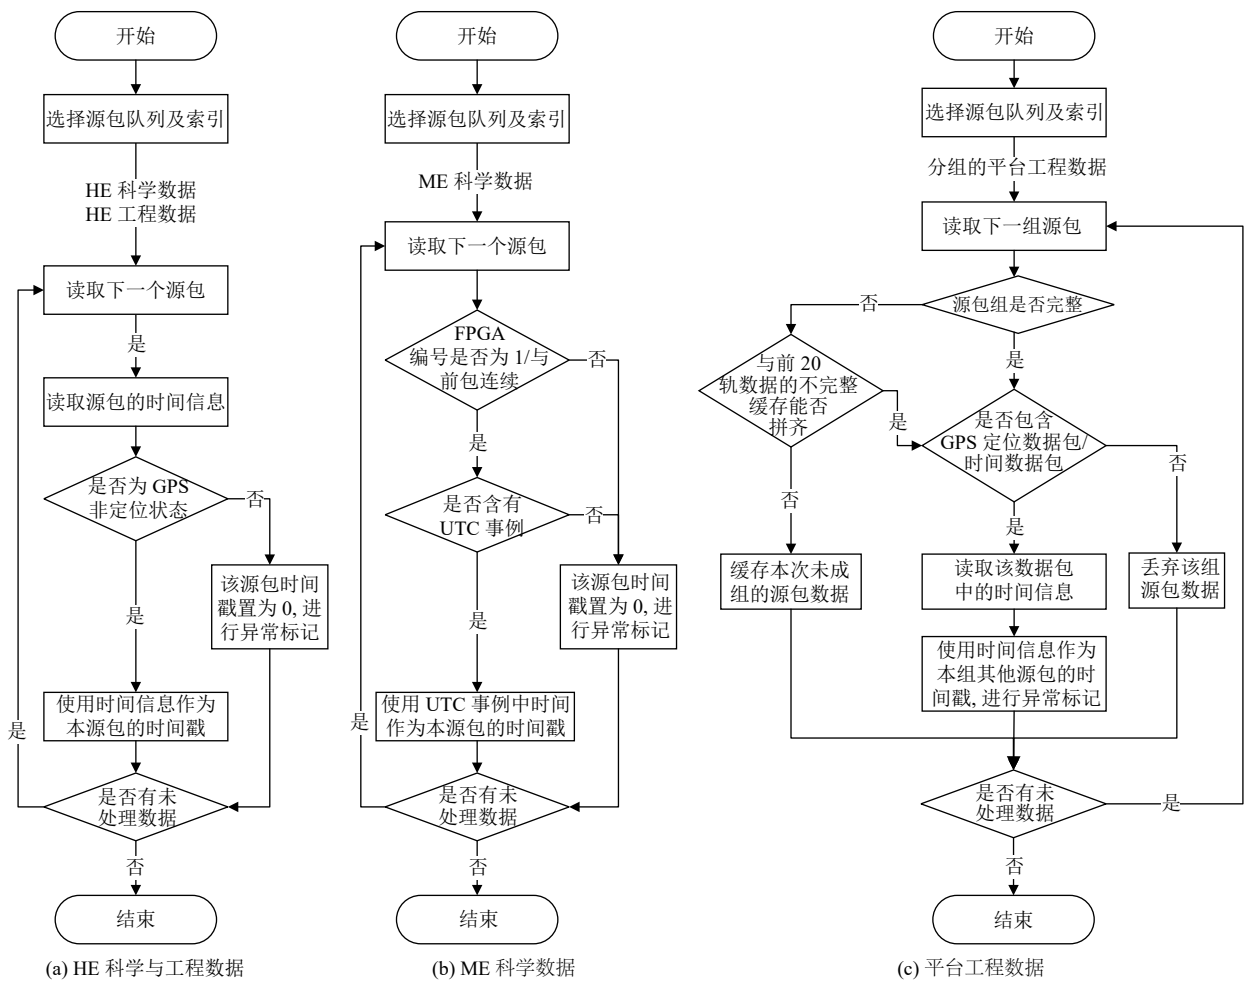 开始
选择源包队列及索引
HE 科学数据
HE 工程数据
读取下一个源包
是
读取源包的时间信息
是否为 GPS
非定位状态
否
是
该源包时间
戳置为 0, 进
行异常标记
使用时间信息作为
本源包的时间戳
是
是否有未
处理数据
否
结束
(a) HE 科学与工程数据
开始
选择源包队列及索引
ME 科学数据
读取下一个源包
FPGA
编号是否为 1/与
前包连续
否
是
是否含有
UTC 事例
否
是
该源包时间
戳置为 0, 进
行异常标记
使用 UTC 事例中时间
作为本源包的时间戳
是
是否有未
处理数据
否
结束
(b) ME 科学数据
开始
选择源包队列及索引
分组的平台工程数据
读取下一组源包
源包组是否完整
否
是
与前 20
轨数据的不完整
缓存能否
拼齐
是
否
是否包含
GPS 定位数据包/
时间数据包
否
是
缓存本次未成
组的源包数据
读取该数据包
中的时间信息
丢弃该组
源包数据
使用时间信息作为
本组其他源包的时
间戳, 进行异常标记
是否有未
处理数据
是
否
结束
(c) 平台工程数据